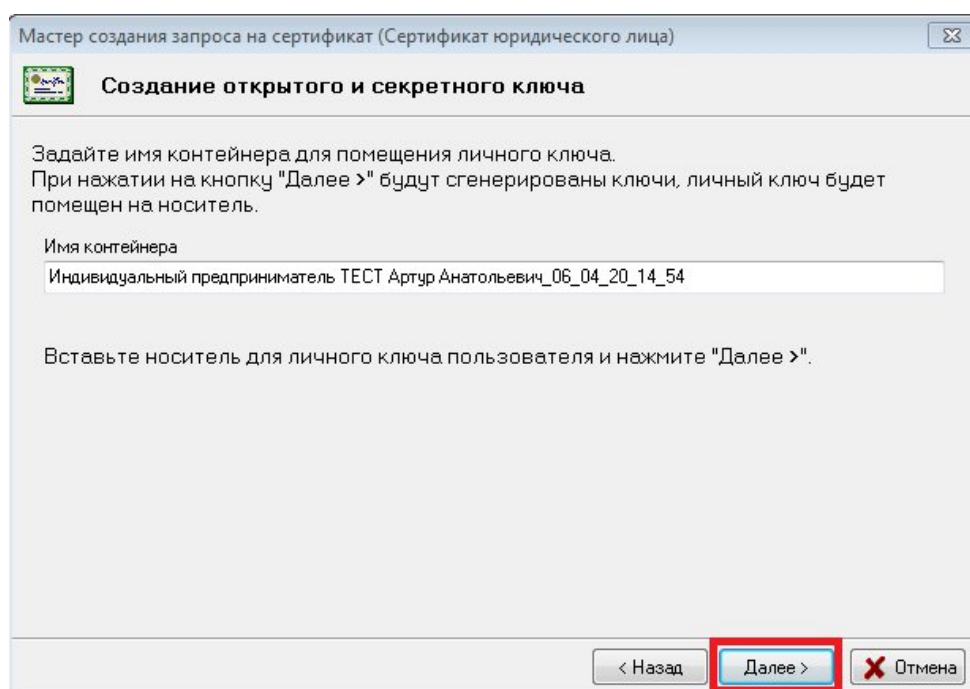 Мастер создания запроса на сертификат (Сертификат юридического лица)
Создание открытого и секретного ключа
Задайте имя контейнера для помещения личного ключа.
При нажатии на кнопку "Далее >" будут сгенерированы ключи, личный ключ будет
помещен на носитель.
Имя контейнера
Индивидуальный предприниматель ТЕСТ Артур Анатольевич_06_04_20_14_54
Вставьте носитель для личного ключа пользователя и нажмите "Далее >".
< Назад
Далее >
Отмена